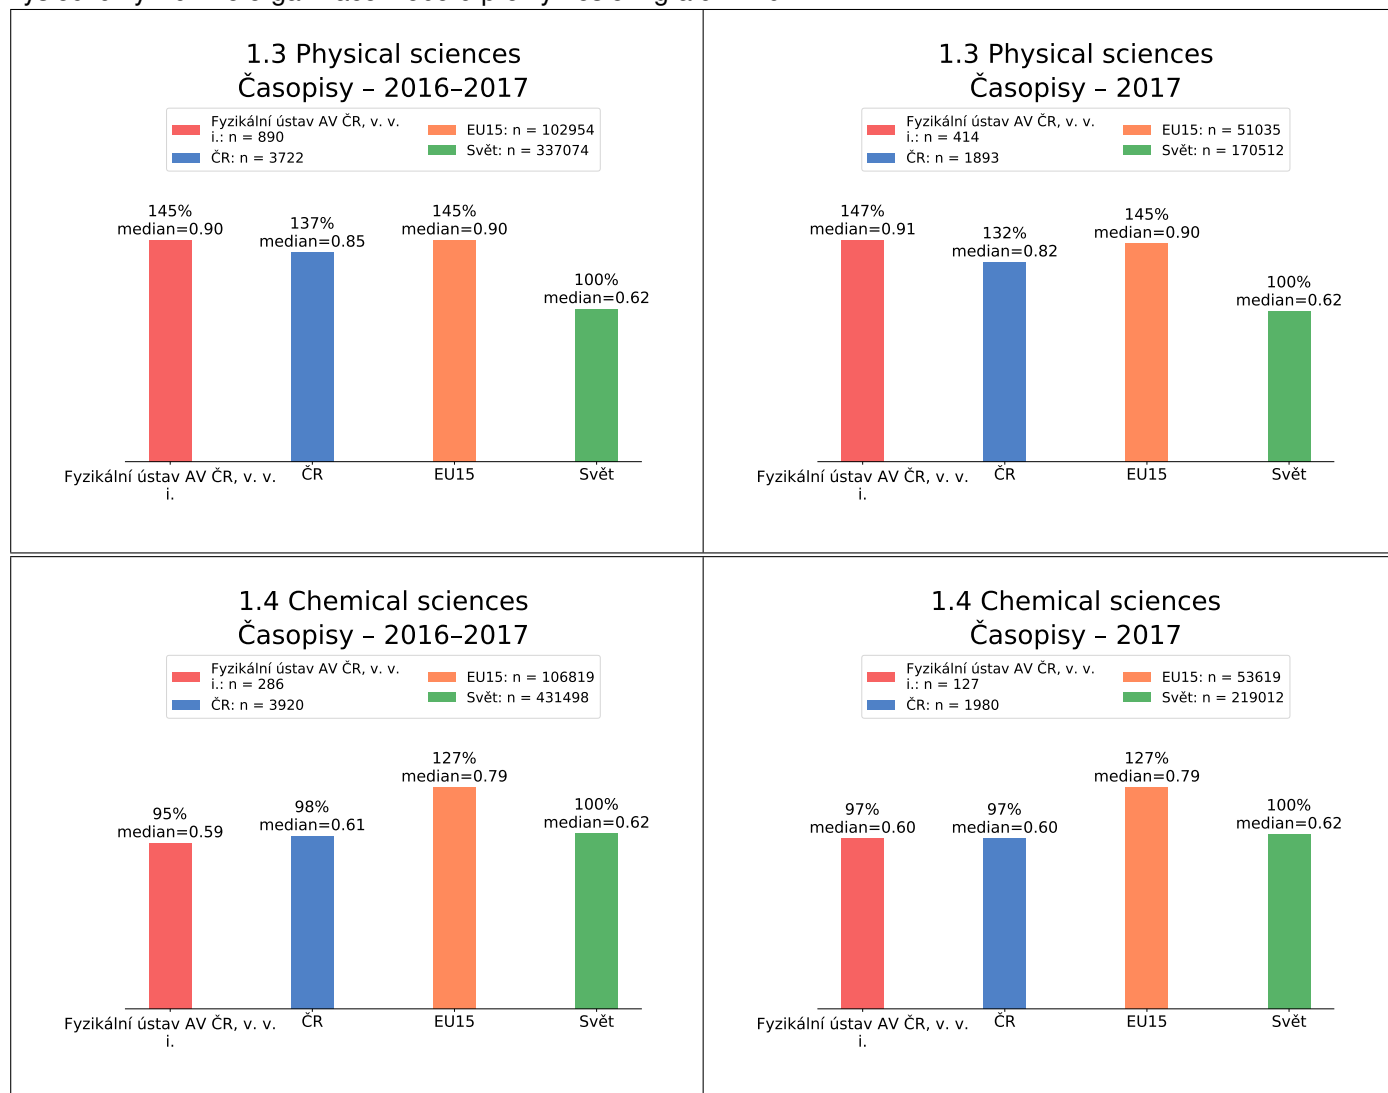 1.3 Physical sciences
Časopisy – 2016–2017
Fyzikální ústav AV ČR, v. v.
i.: n = 890
ČR: n = 3722
EU15: n = 102954
Svět: n = 337074
145%
median=0.90
137%
median=0.85
145%
median=0.90
100%
median=0.62
Fyzikální ústav AV ČR, v. v.
i.
ČR
EU15
Svět
1.3 Physical sciences
Časopisy – 2017
Fyzikální ústav AV ČR, v. v.
i.: n = 414
ČR: n = 1893
EU15: n = 51035
Svět: n = 170512
147%
median=0.91
132%
median=0.82
145%
median=0.90
100%
median=0.62
Fyzikální ústav AV ČR, v. v.
i.
ČR
EU15
Svět
1.4 Chemical sciences
Časopisy – 2016–2017
Fyzikální ústav AV ČR, v. v.
i.: n = 286
ČR: n = 3920
EU15: n = 106819
Svět: n = 431498
95%
median=0.59
98%
median=0.61
127%
median=0.79
100%
median=0.62
Fyzikální ústav AV ČR, v. v.
i.
ČR
EU15
Svět
1.4 Chemical sciences
Časopisy – 2017
Fyzikální ústav AV ČR, v. v.
i.: n = 127
ČR: n = 1980
EU15: n = 53619
Svět: n = 219012
97%
median=0.60
97%
median=0.60
127%
median=0.79
100%
median=0.62
Fyzikální ústav AV ČR, v. v.
i.
ČR
EU15
Svět